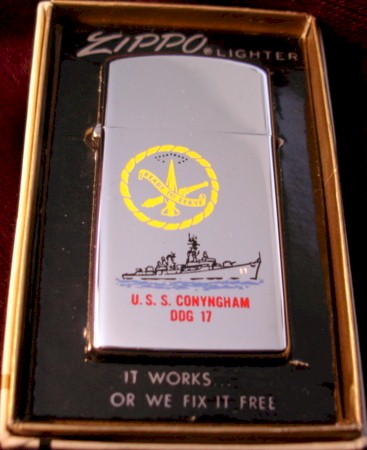 ZIPPO® LIGHTER
U. S. S. CONYNGHAM
DDG 17
IT WORKS...
OR WE FIX IT FREE